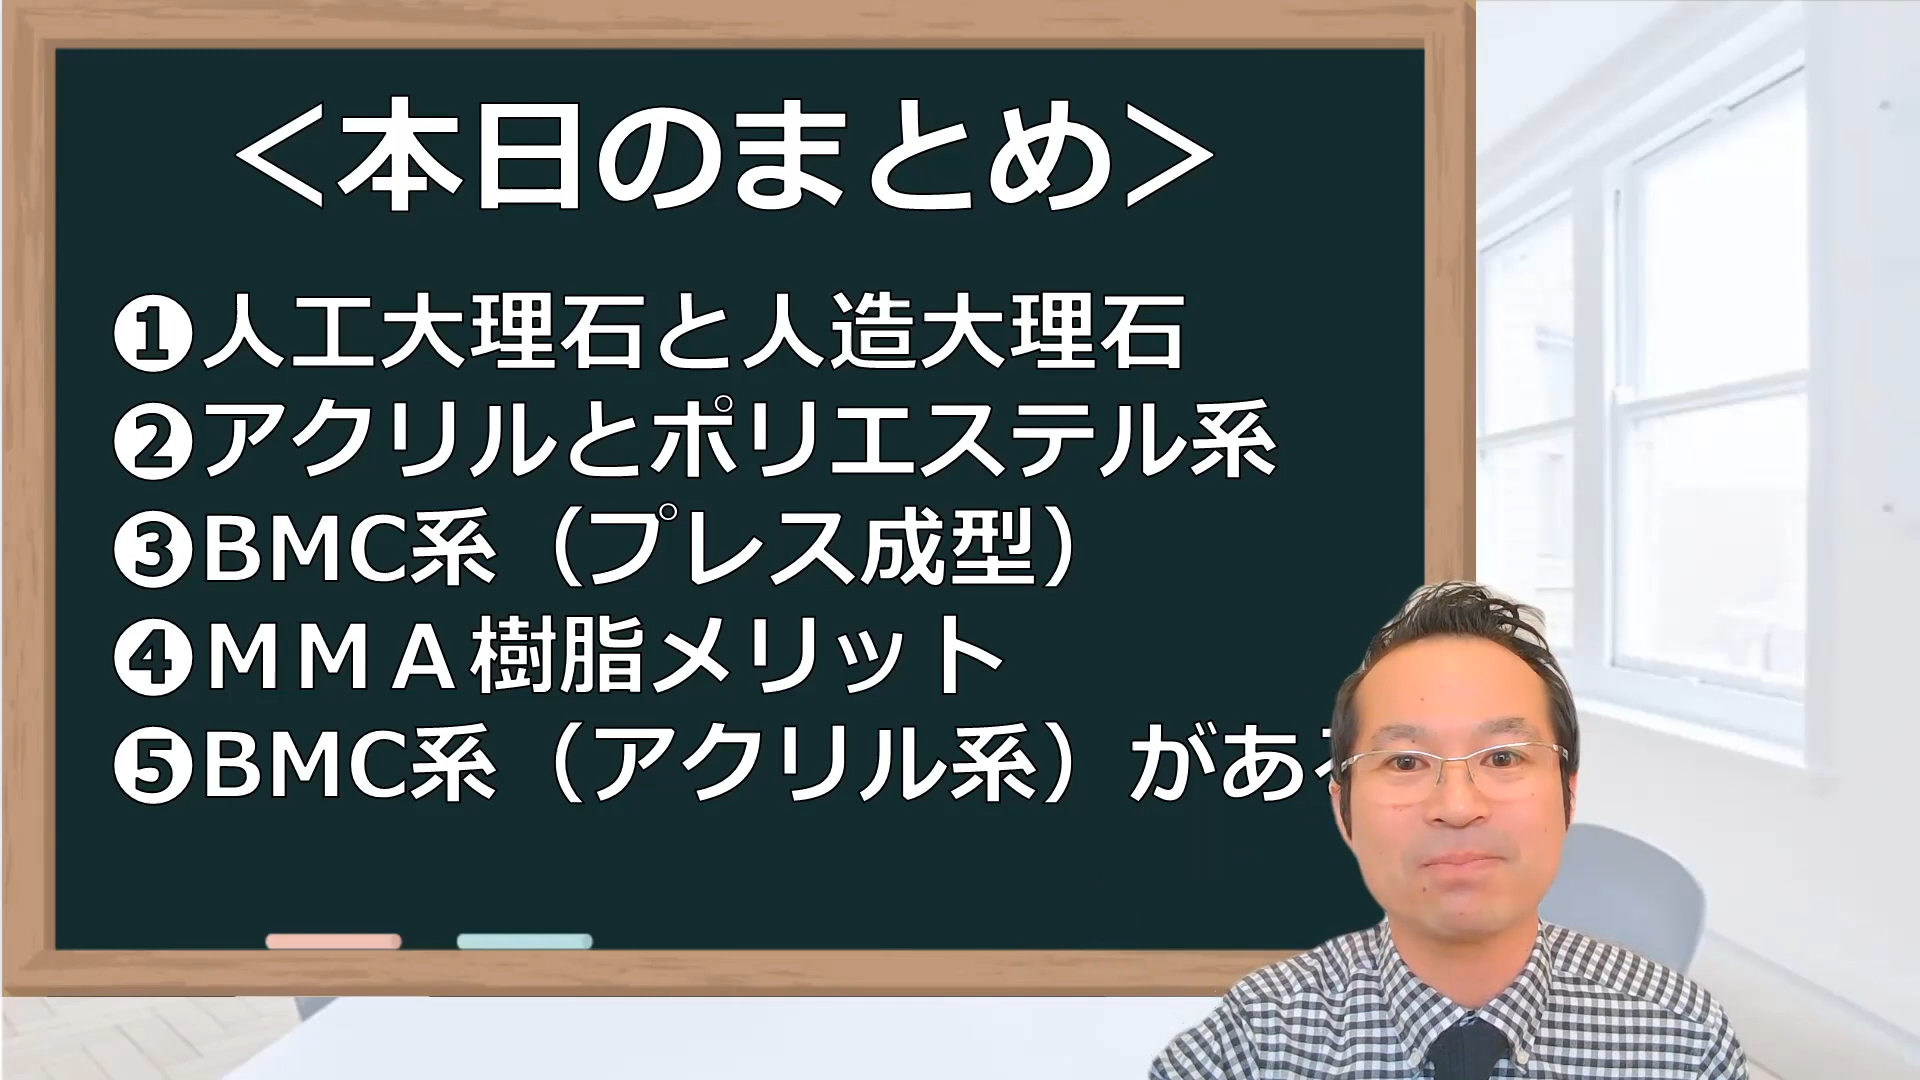 ＜本日のまとめ＞
❶人工大理石と人造大理石
❷アクリルとポリエステル系
❸BMC系（プレス成型）
❹ＭＭＡ樹脂メリット
❺BMC系（アクリル系）があ